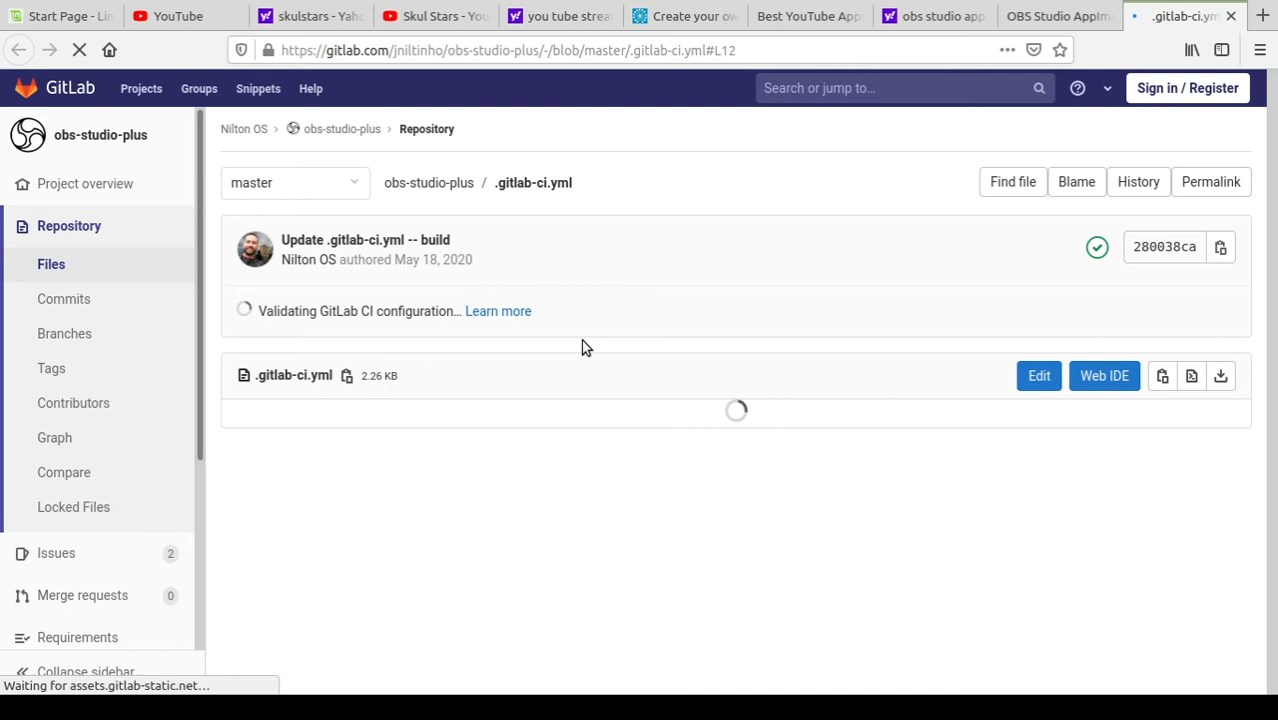 Start Page - Lin
YouTube
skulstars - Yaho
Skul Stars - You
you tube strea
Create your ow
Best YouTube App
obs studio app
OBS Studio AppIma
.gitlab-ci.ym
https://gitlab.com/jniltinho/obs-studio-plus/-/blob/master/.gitlab-ci.yml#L12
GitLab
Projects
Groups
Snippets
Help
Search or jump to...
Sign in / Register
obs-studio-plus
Nilton OS > obs-studio-plus > Repository
Project overview
master
obs-studio-plus / .gitlab-ci.yml
Find file
Blame
History
Permalink
Repository
Update .gitlab-ci.yml -- build
Nilton OS authored May 18, 2020
280038ca
Files
Commits
Validating GitLab CI configuration… Learn more
Branches
Tags
.gitlab-ci.yml 2.26 KB
Edit
Web IDE
Contributors
Graph
Compare
Locked Files
Issues 2
Merge requests 0
Requirements
Collapse sidebar
Waiting for assets.gitlab-static.net…